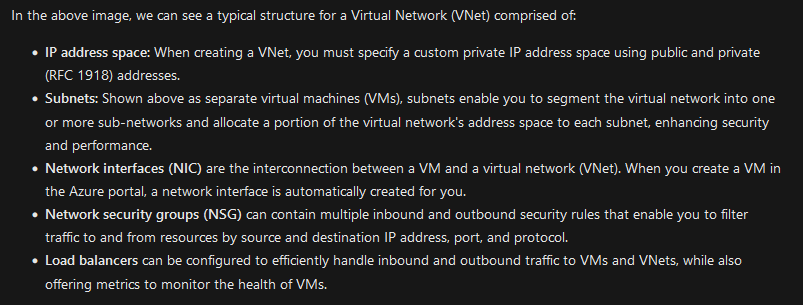 In the above image, we can see a typical structure for a Virtual Network (VNet) comprised of:
• IP address space: When creating a VNet, you must specify a custom private IP address space using public and private
(RFC 1918) addresses.
• Subnets: Shown above as separate virtual machines (VMs), subnets enable you to segment the virtual network into one
or more sub-networks and allocate a portion of the virtual network's address space to each subnet, enhancing security
and performance.
• Network interfaces (NIC) are the interconnection between a VM and a virtual network (VNet). When you create a VM in
the Azure portal, a network interface is automatically created for you.
• Network security groups (NSG) can contain multiple inbound and outbound security rules that enable you to filter
traffic to and from resources by source and destination IP address, port, and protocol.
• Load balancers can be configured to efficiently handle inbound and outbound traffic to VMs and VNets, while also
offering metrics to monitor the health of VMs.